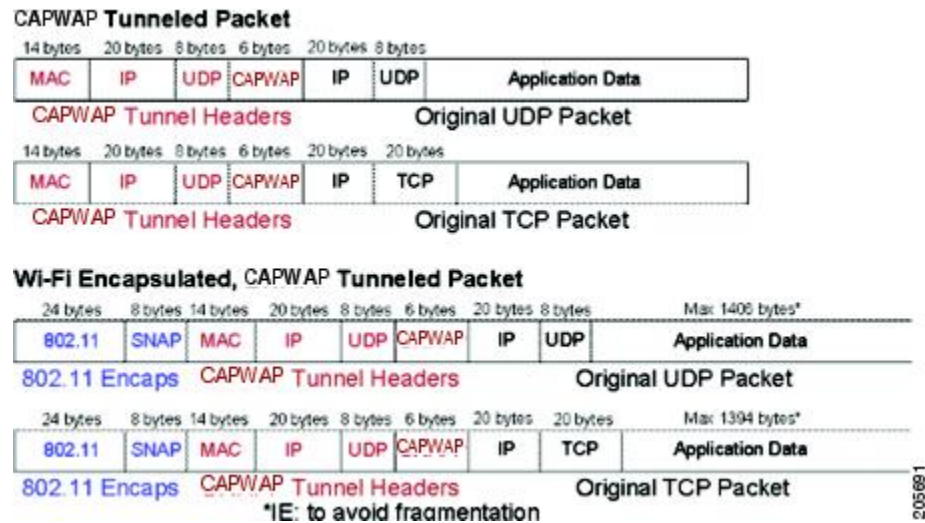 CAPWAP Tunneled Packet
14 bytes 20 bytes 8 bytes 6 bytes 20 bytes 8 bytes
MAC IP UDP CAPWAP IP UDP Application Data
CAPWAP Tunnel Headers Original UDP Packet
14 bytes 20 bytes 8 bytes 6 bytes 20 bytes 20 bytes
MAC IP UDP CAPWAP IP TCP Application Data
CAPWAP Tunnel Headers Original TCP Packet
Wi-Fi Encapsulated, CAPWAP Tunneled Packet
24 bytes 8 bytes 14 bytes 20 bytes 8 bytes 6 bytes 20 bytes 8 bytes Max 1406 bytes*
802.11 SNAP MAC IP UDP CAPWAP IP UDP Application Data
802.11 Encaps CAPWAP Tunnel Headers Original UDP Packet
24 bytes 8 bytes 14 bytes 20 bytes 8 bytes 6 bytes 20 bytes 20 bytes Max 1394 bytes*
802.11 SNAP MAC IP UDP CAPWAP IP TCP Application Data
802.11 Encaps CAPWAP Tunnel Headers Original TCP Packet
*IE: to avoid fragmentation
205691